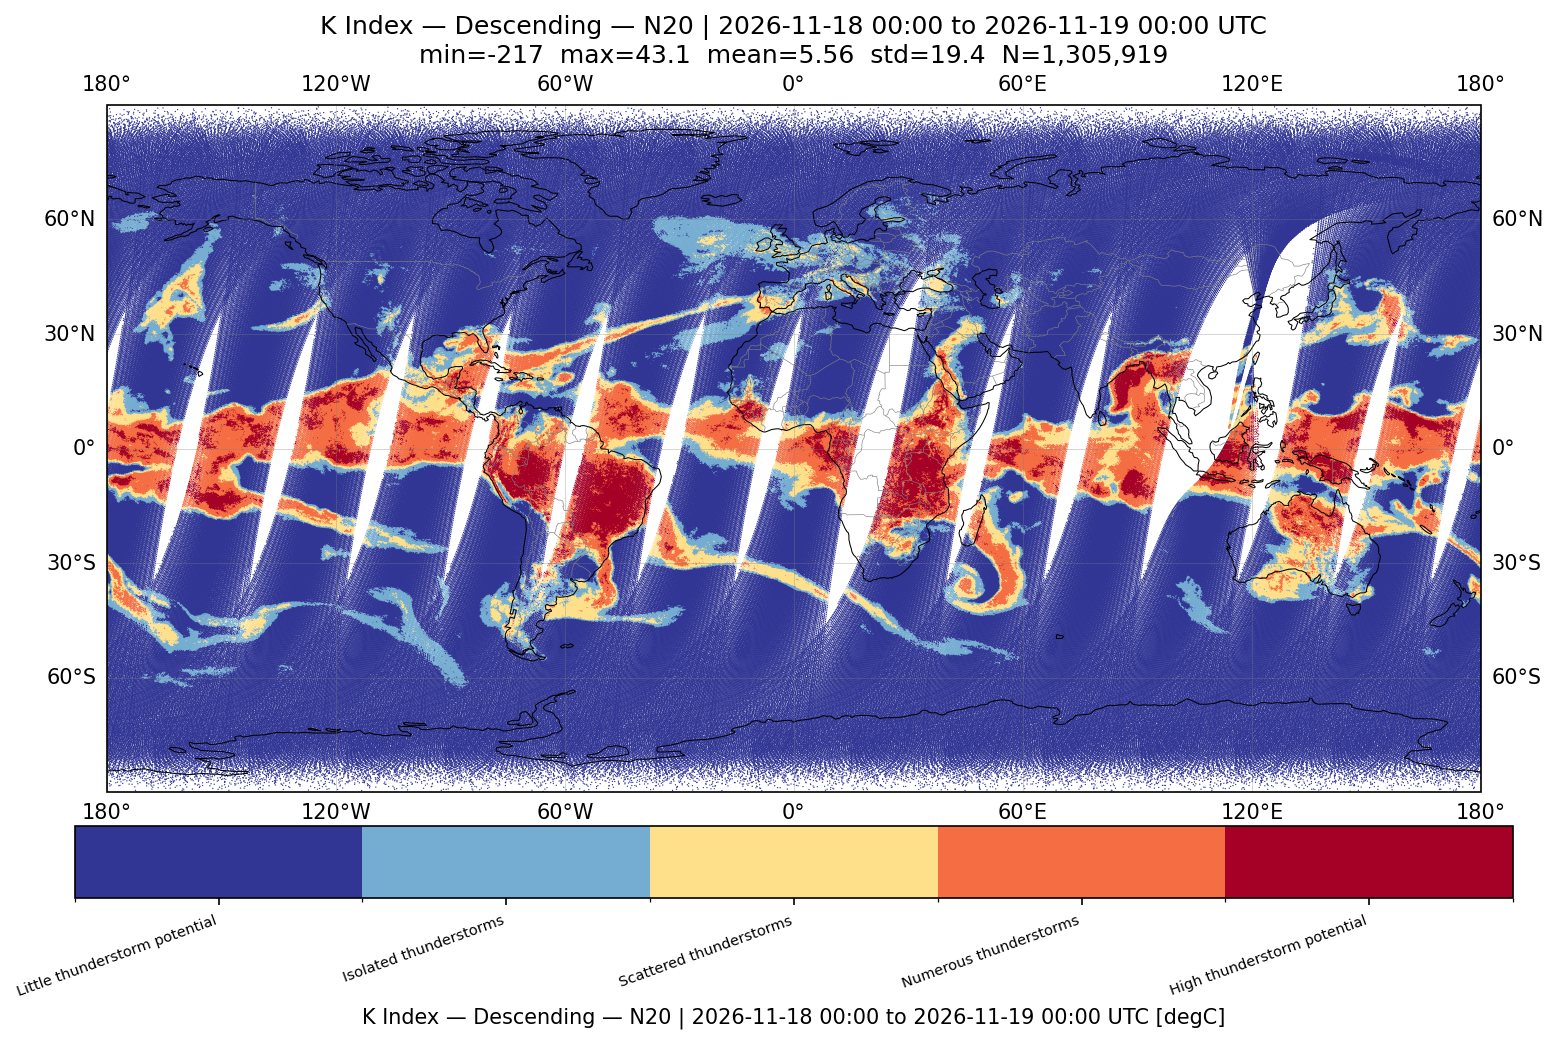 K Index — Descending — N20 | 2026-11-18 00:00 to 2026-11-19 00:00 UTC
min=-217  max=43.1  mean=5.56  std=19.4  N=1,305,919
180° 120°W 60°W 0° 60°E 120°E 180°
60°N 60°N
30°N 30°N
0° 0°
30°S 30°S
60°S 60°S
180° 120°W 60°W 0° 60°E 120°E 180°
Little thunderstorm potential
Isolated thunderstorms
Scattered thunderstorms
Numerous thunderstorms
High thunderstorm potential
K Index — Descending — N20 | 2026-11-18 00:00 to 2026-11-19 00:00 UTC [degC]